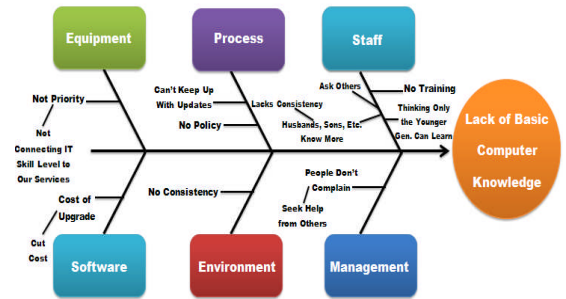 Equipment
Process
Staff
Not Priority
Not
Connecting IT
Skill Level to
Our Services
Can't Keep Up
With Updates
No Policy
Lacks Consistency
Ask Others
Husbands, Sons, Etc.
Know More
No Training
Thinking Only
the Younger
Gen. Can Learn
Lack of Basic
Computer
Knowledge
Cost of
Upgrade
Cut
Cost
No Consistency
People Don't
Complain
Seek Help
from Others
Software
Environment
Management